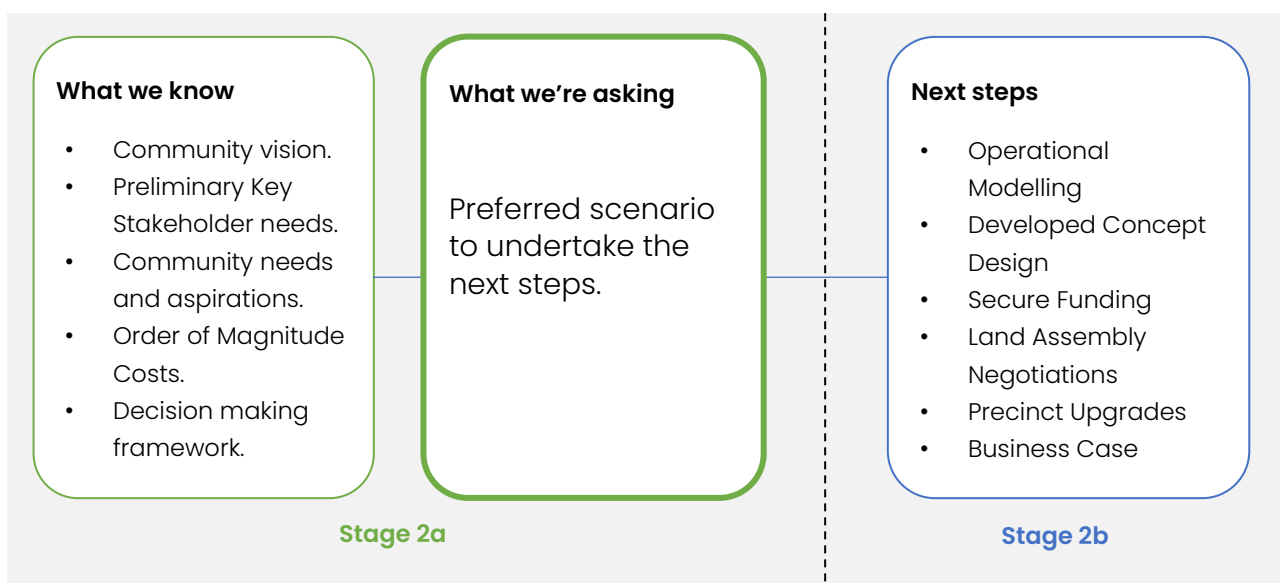 What we know
• Community vision.
• Preliminary Key
Stakeholder needs.
• Community needs
and aspirations.
• Order of Magnitude
Costs.
• Decision making
framework.
What we’re asking
Preferred scenario
to undertake the
next steps.
Stage 2a
Next steps
• Operational
Modelling
• Developed Concept
Design
• Secure Funding
• Land Assembly
Negotiations
• Precinct Upgrades
• Business Case
Stage 2b